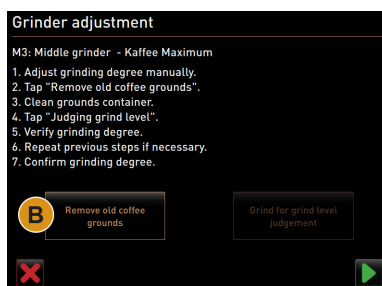 Grinder adjustment
M3: Middle grinder - Kaffee Maximum
1. Adjust grinding degree manually.
2. Tap "Remove old coffee grounds".
3. Clean grounds container.
4. Tap "Judging grind level".
5. Verify grinding degree.
6. Repeat previous steps if necessary.
7. Confirm grinding degree.
B
Remove old coffee
grounds
Grind for grind level
judgement